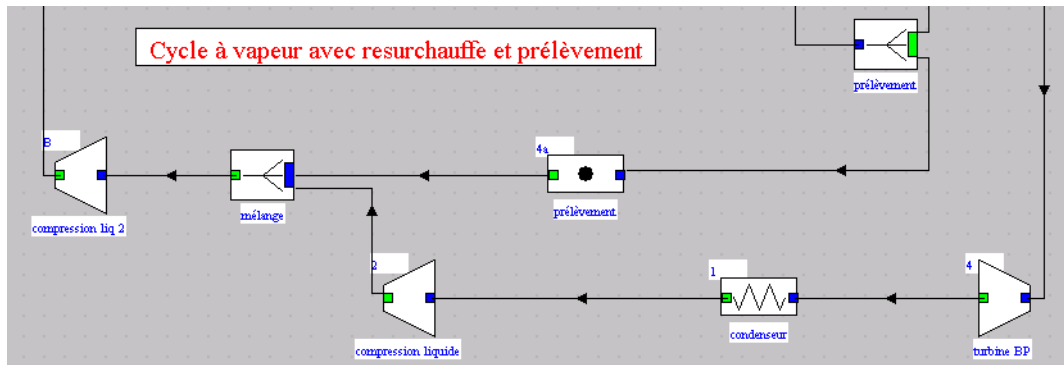 Cycle à vapeur avec resurchauffe et prélèvement
prélèvement
B
4a
compression liq 2
mélange
prélèvement
2
1
4
compression liquide
condenseur
turbine BP